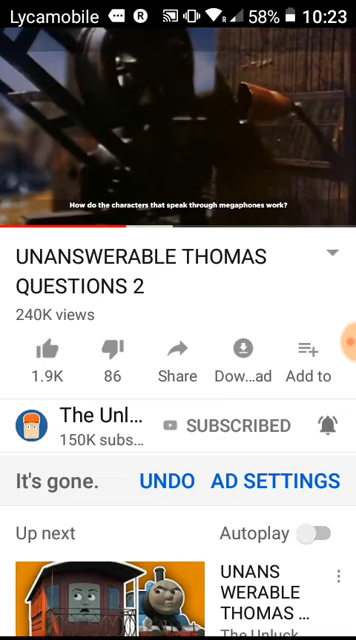 Lycamobile R R 58% 10:23
How do the characters that speak through megaphones work?
UNANSWERABLE THOMAS
QUESTIONS 2
240K views
1.9K 86 Share Dow...ad Add to
The Unl...
150K subs...
SUBSCRIBED
It's gone. UNDO AD SETTINGS
Up next Autoplay
UNANS
WERABLE
THOMAS ...
The Unluck